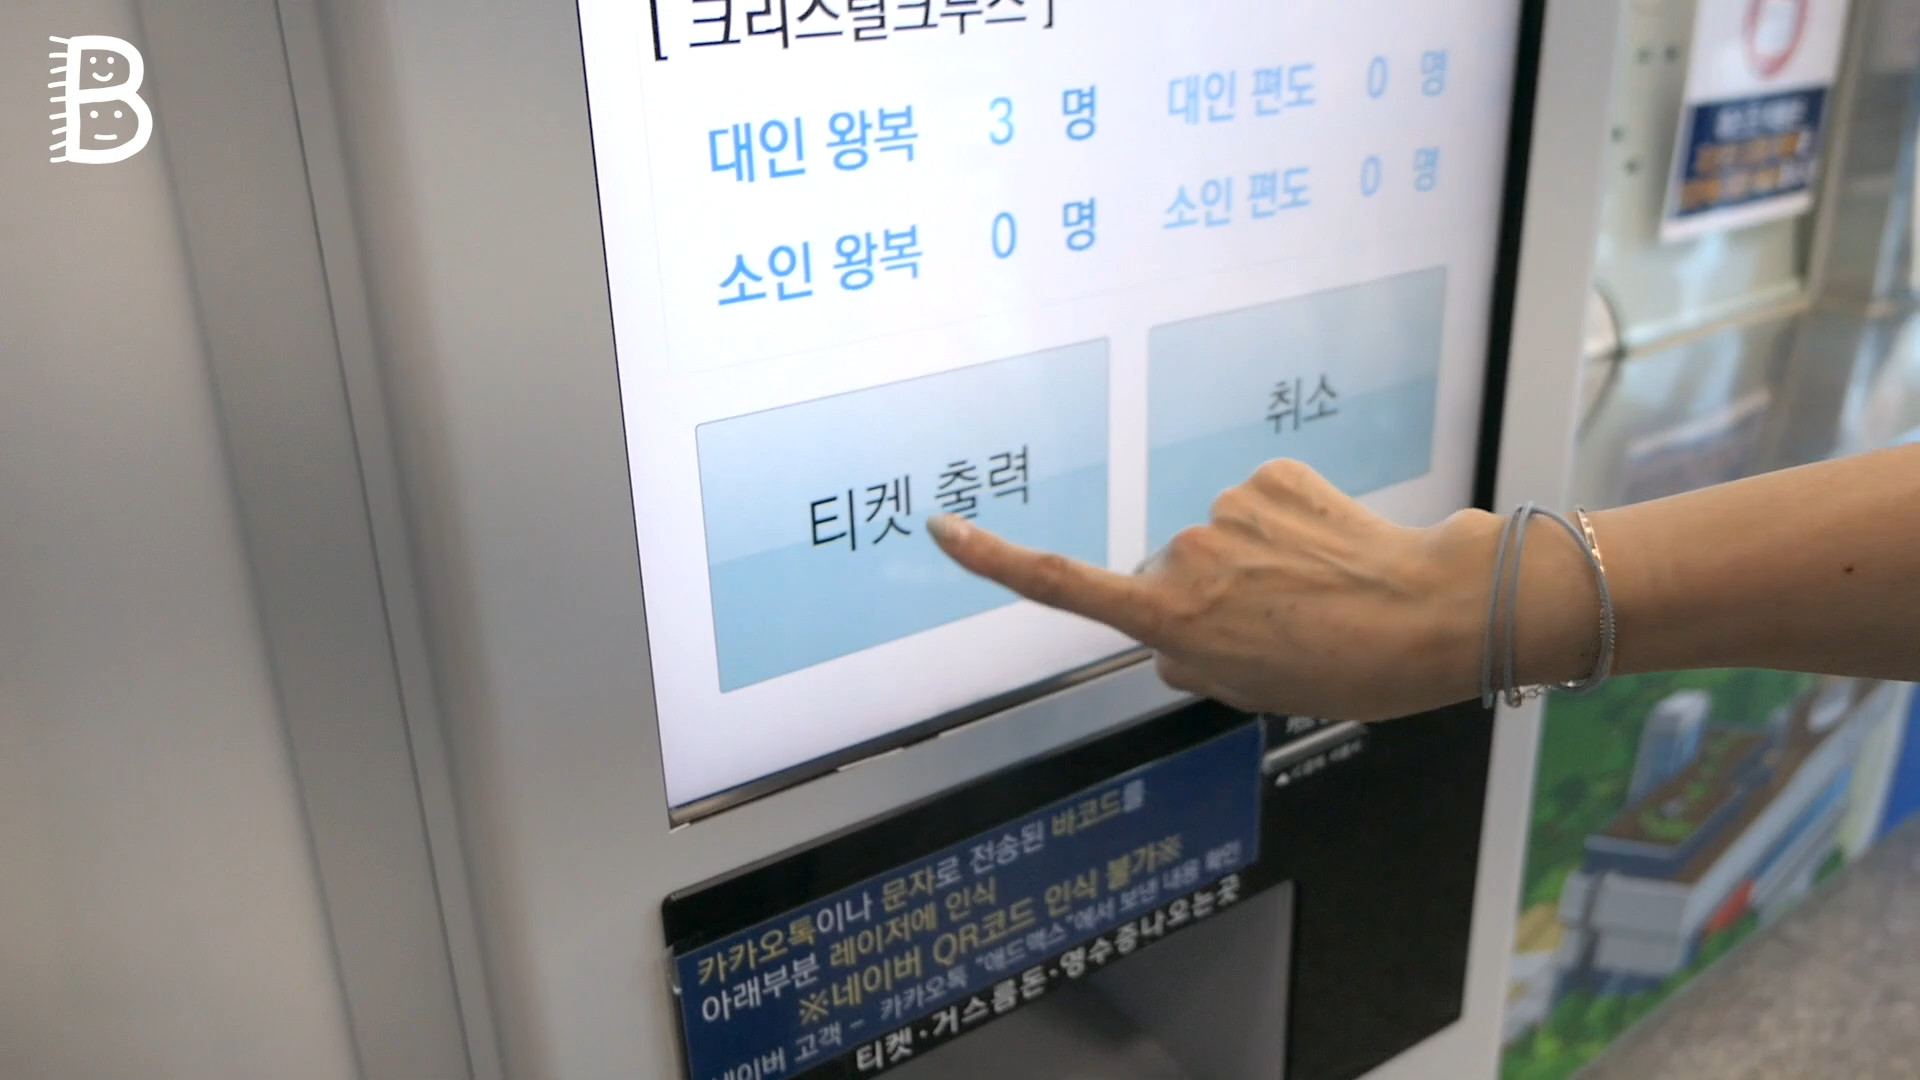 [ 크리스탈크루즈 ]
대인 왕복 3 명 대인 편도 0 명
소인 왕복 0 명 소인 편도 0 명
티켓 출력
취소
카카오톡이나 문자로 전송된 바코드를
아래부분 레이저에 인식
※네이버 QR코드 인식 불가※
네이버 고객 - 카카오톡 "애드맥스"에서 보낸 내용 확인
티켓·거스름돈·영수증나오는곳
B